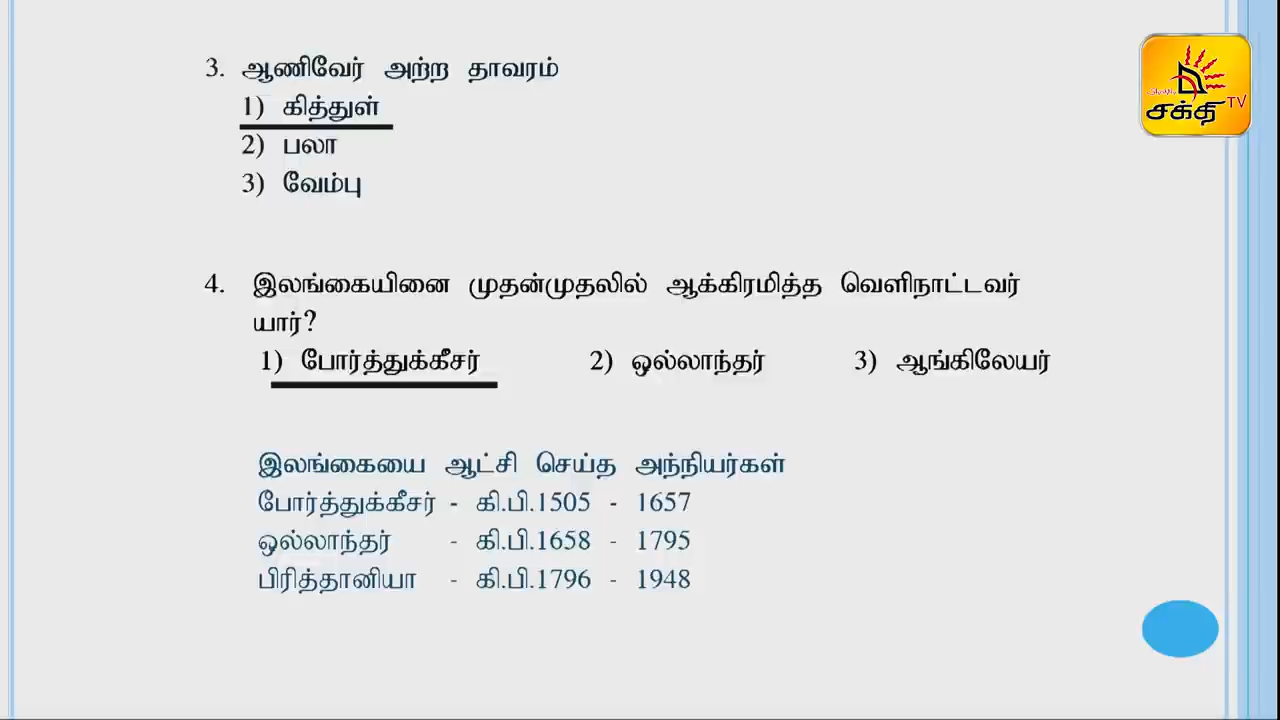 3. ஆணிவேர் அற்ற தாவரம்
1) கித்துள்
2) பலா
3) வேம்பு
4. இலங்கையினை முதன்முதலில் ஆக்கிரமித்த வெளிநாட்டவர்
யார்?
1) போர்த்துக்கீசர் 2) ஒல்லாந்தர் 3) ஆங்கிலேயர்
இலங்கையை ஆட்சி செய்த அந்நியர்கள்
போர்த்துக்கீசர் - கி.பி.1505 - 1657
ஒல்லாந்தர் - கி.பி.1658 - 1795
பிரித்தானியா - கி.பி.1796 - 1948
சக்தி TV